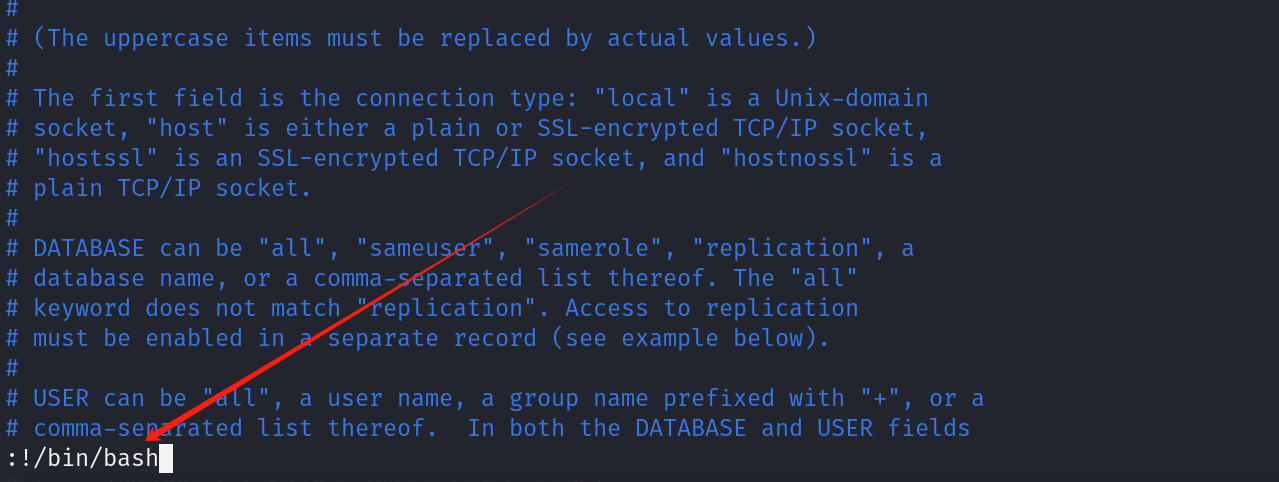 #
# (The uppercase items must be replaced by actual values.)
#
# The first field is the connection type: "local" is a Unix-domain
# socket, "host" is either a plain or SSL-encrypted TCP/IP socket,
# "hostssl" is an SSL-encrypted TCP/IP socket, and "hostnossl" is a
# plain TCP/IP socket.
#
# DATABASE can be "all", "sameuser", "samerole", "replication", a
# database name, or a comma-separated list thereof. The "all"
# keyword does not match "replication". Access to replication
# must be enabled in a separate record (see example below).
#
# USER can be "all", a user name, a group name prefixed with "+", or a
# comma-separated list thereof.  In both the DATABASE and USER fields
:!/bin/bash